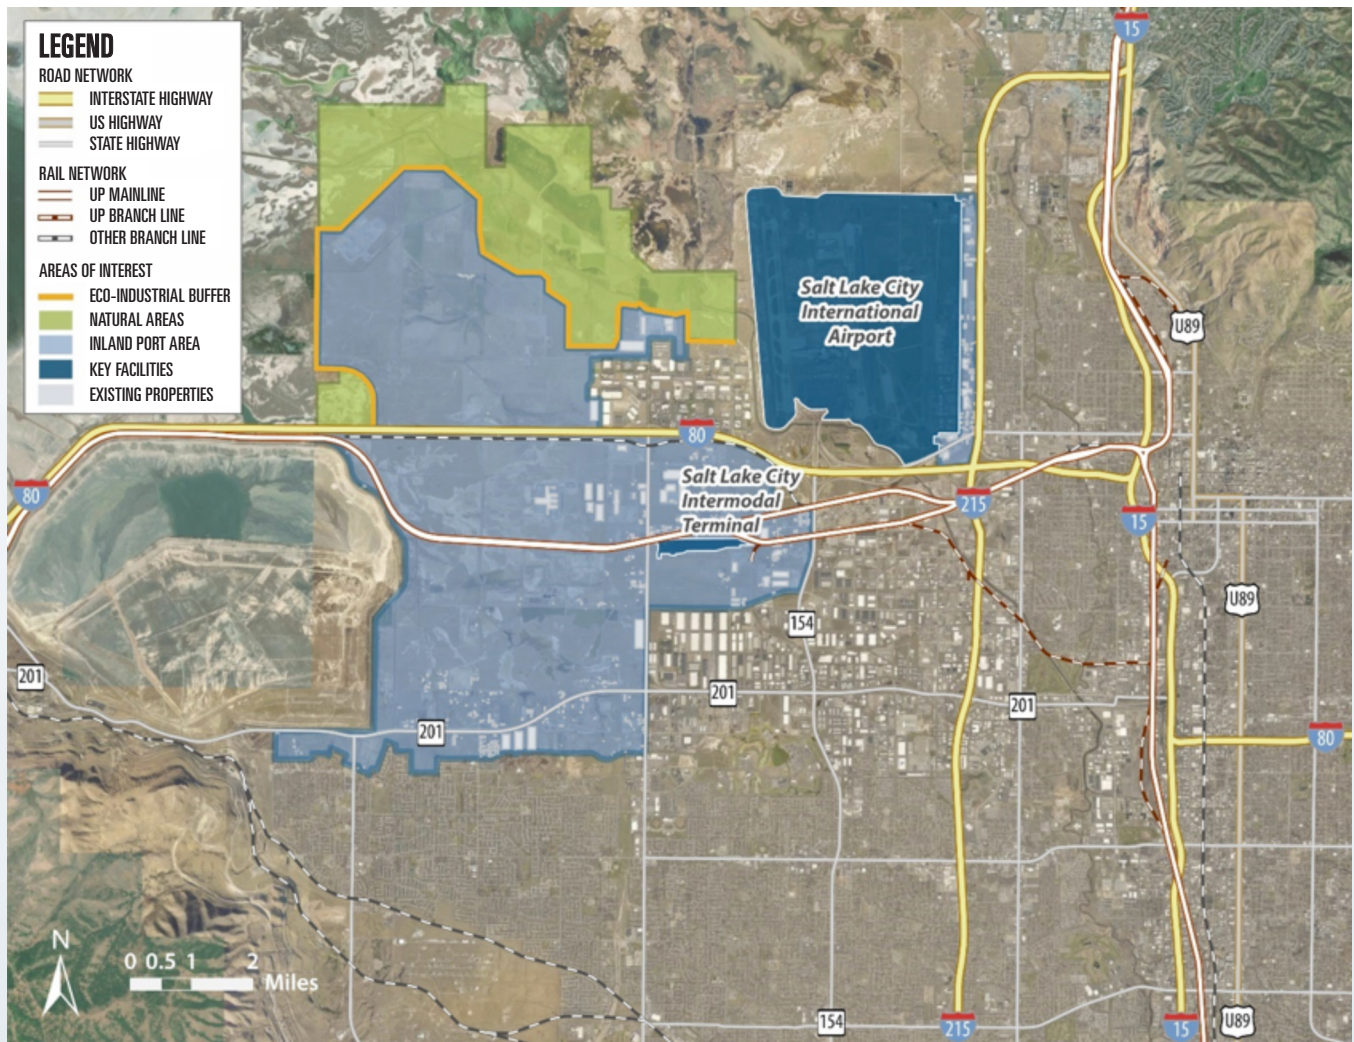 LEGEND
ROAD NETWORK
INTERSTATE HIGHWAY
US HIGHWAY
STATE HIGHWAY
RAIL NETWORK
UP MAINLINE
UP BRANCH LINE
OTHER BRANCH LINE
AREAS OF INTEREST
ECO-INDUSTRIAL BUFFER
NATURAL AREAS
INLAND PORT AREA
KEY FACILITIES
EXISTING PROPERTIES
15
Salt Lake City
International
Airport
U89
80
80
Salt Lake City
Intermodal
Terminal
215
15
U89
154
201
201
201
201
80
N
0 0.5 1 2
Miles
154
215
15
U89